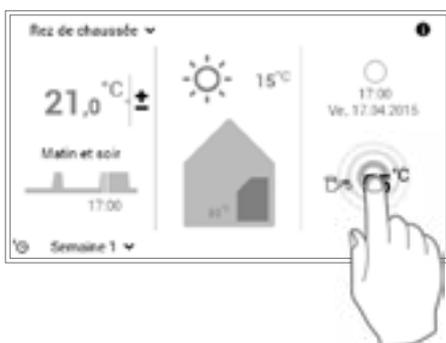 Rez de chaussée
21,0 °C ±
Matin et soir
17:00
Semaine 1
15 °C
17:00
Ve, 17.04.2015
°C